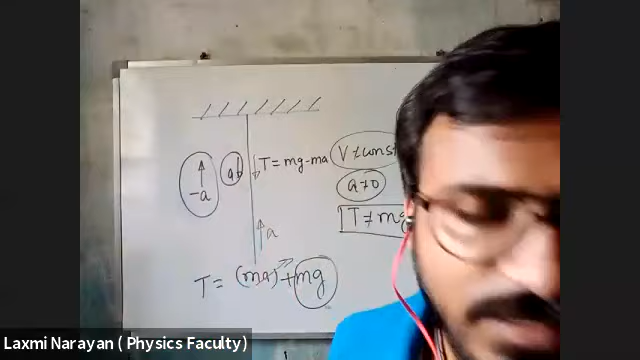 T = mg-ma
V ≠ const
a
-a
a≠0
T ≠ mg
a
T = (ma) + mg
Laxmi Narayan ( Physics Faculty)